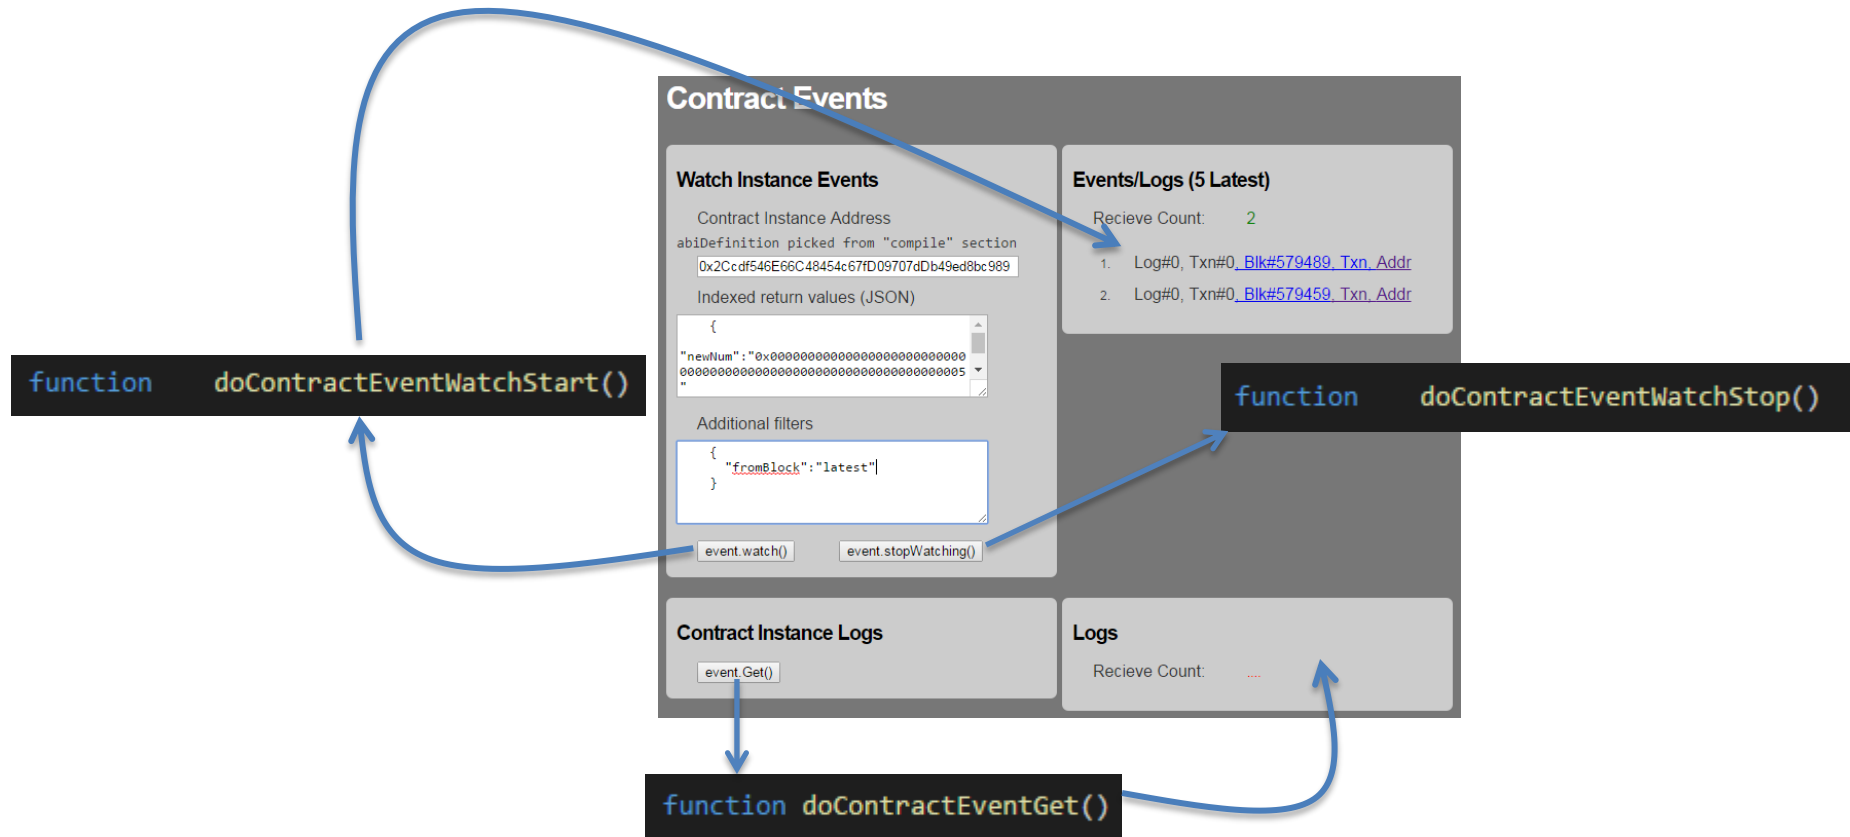 Contract Events
Watch Instance Events
Contract Instance Address
abiDefinition picked from "compile" section
0x2Ccdf546E66C48454c67fD09707dDb49ed8bc989
Indexed return values (JSON)
{
"newNum":"0x00000000000000000000000000
00000000000000000000000000000000000005
"
Additional filters
{
"fromBlock":"latest"
}
event.watch()
event.stopWatching()
Events/Logs (5 Latest)
Recieve Count: 2
1. Log#0, Txn#0, Blk#579489, Txn, Addr
2. Log#0, Txn#0, Blk#579459, Txn, Addr
function doContractEventWatchStart()
function doContractEventWatchStop()
Contract Instance Logs
event.Get()
Logs
Recieve Count: ....
function doContractEventGet()